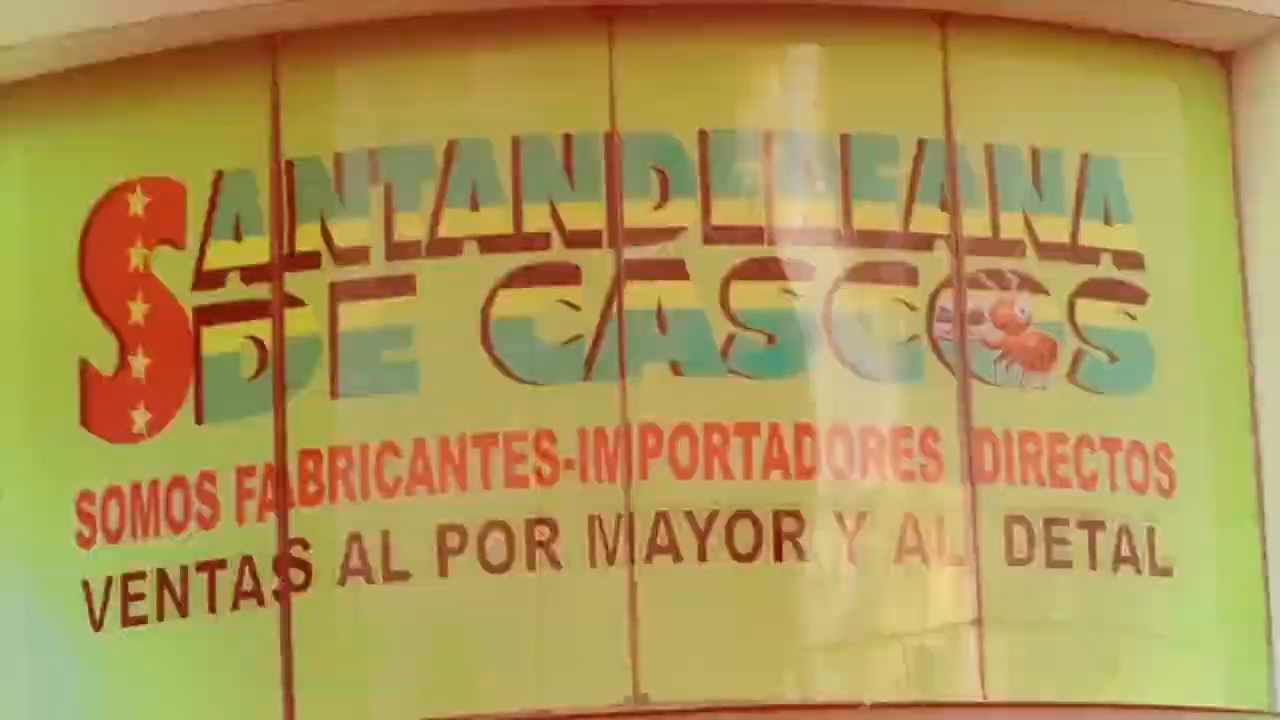 SANTANDEREANA
DE CASCOS
SOMOS FABRICANTES-IMPORTADORES DIRECTOS
VENTAS AL POR MAYOR Y AL DETAL